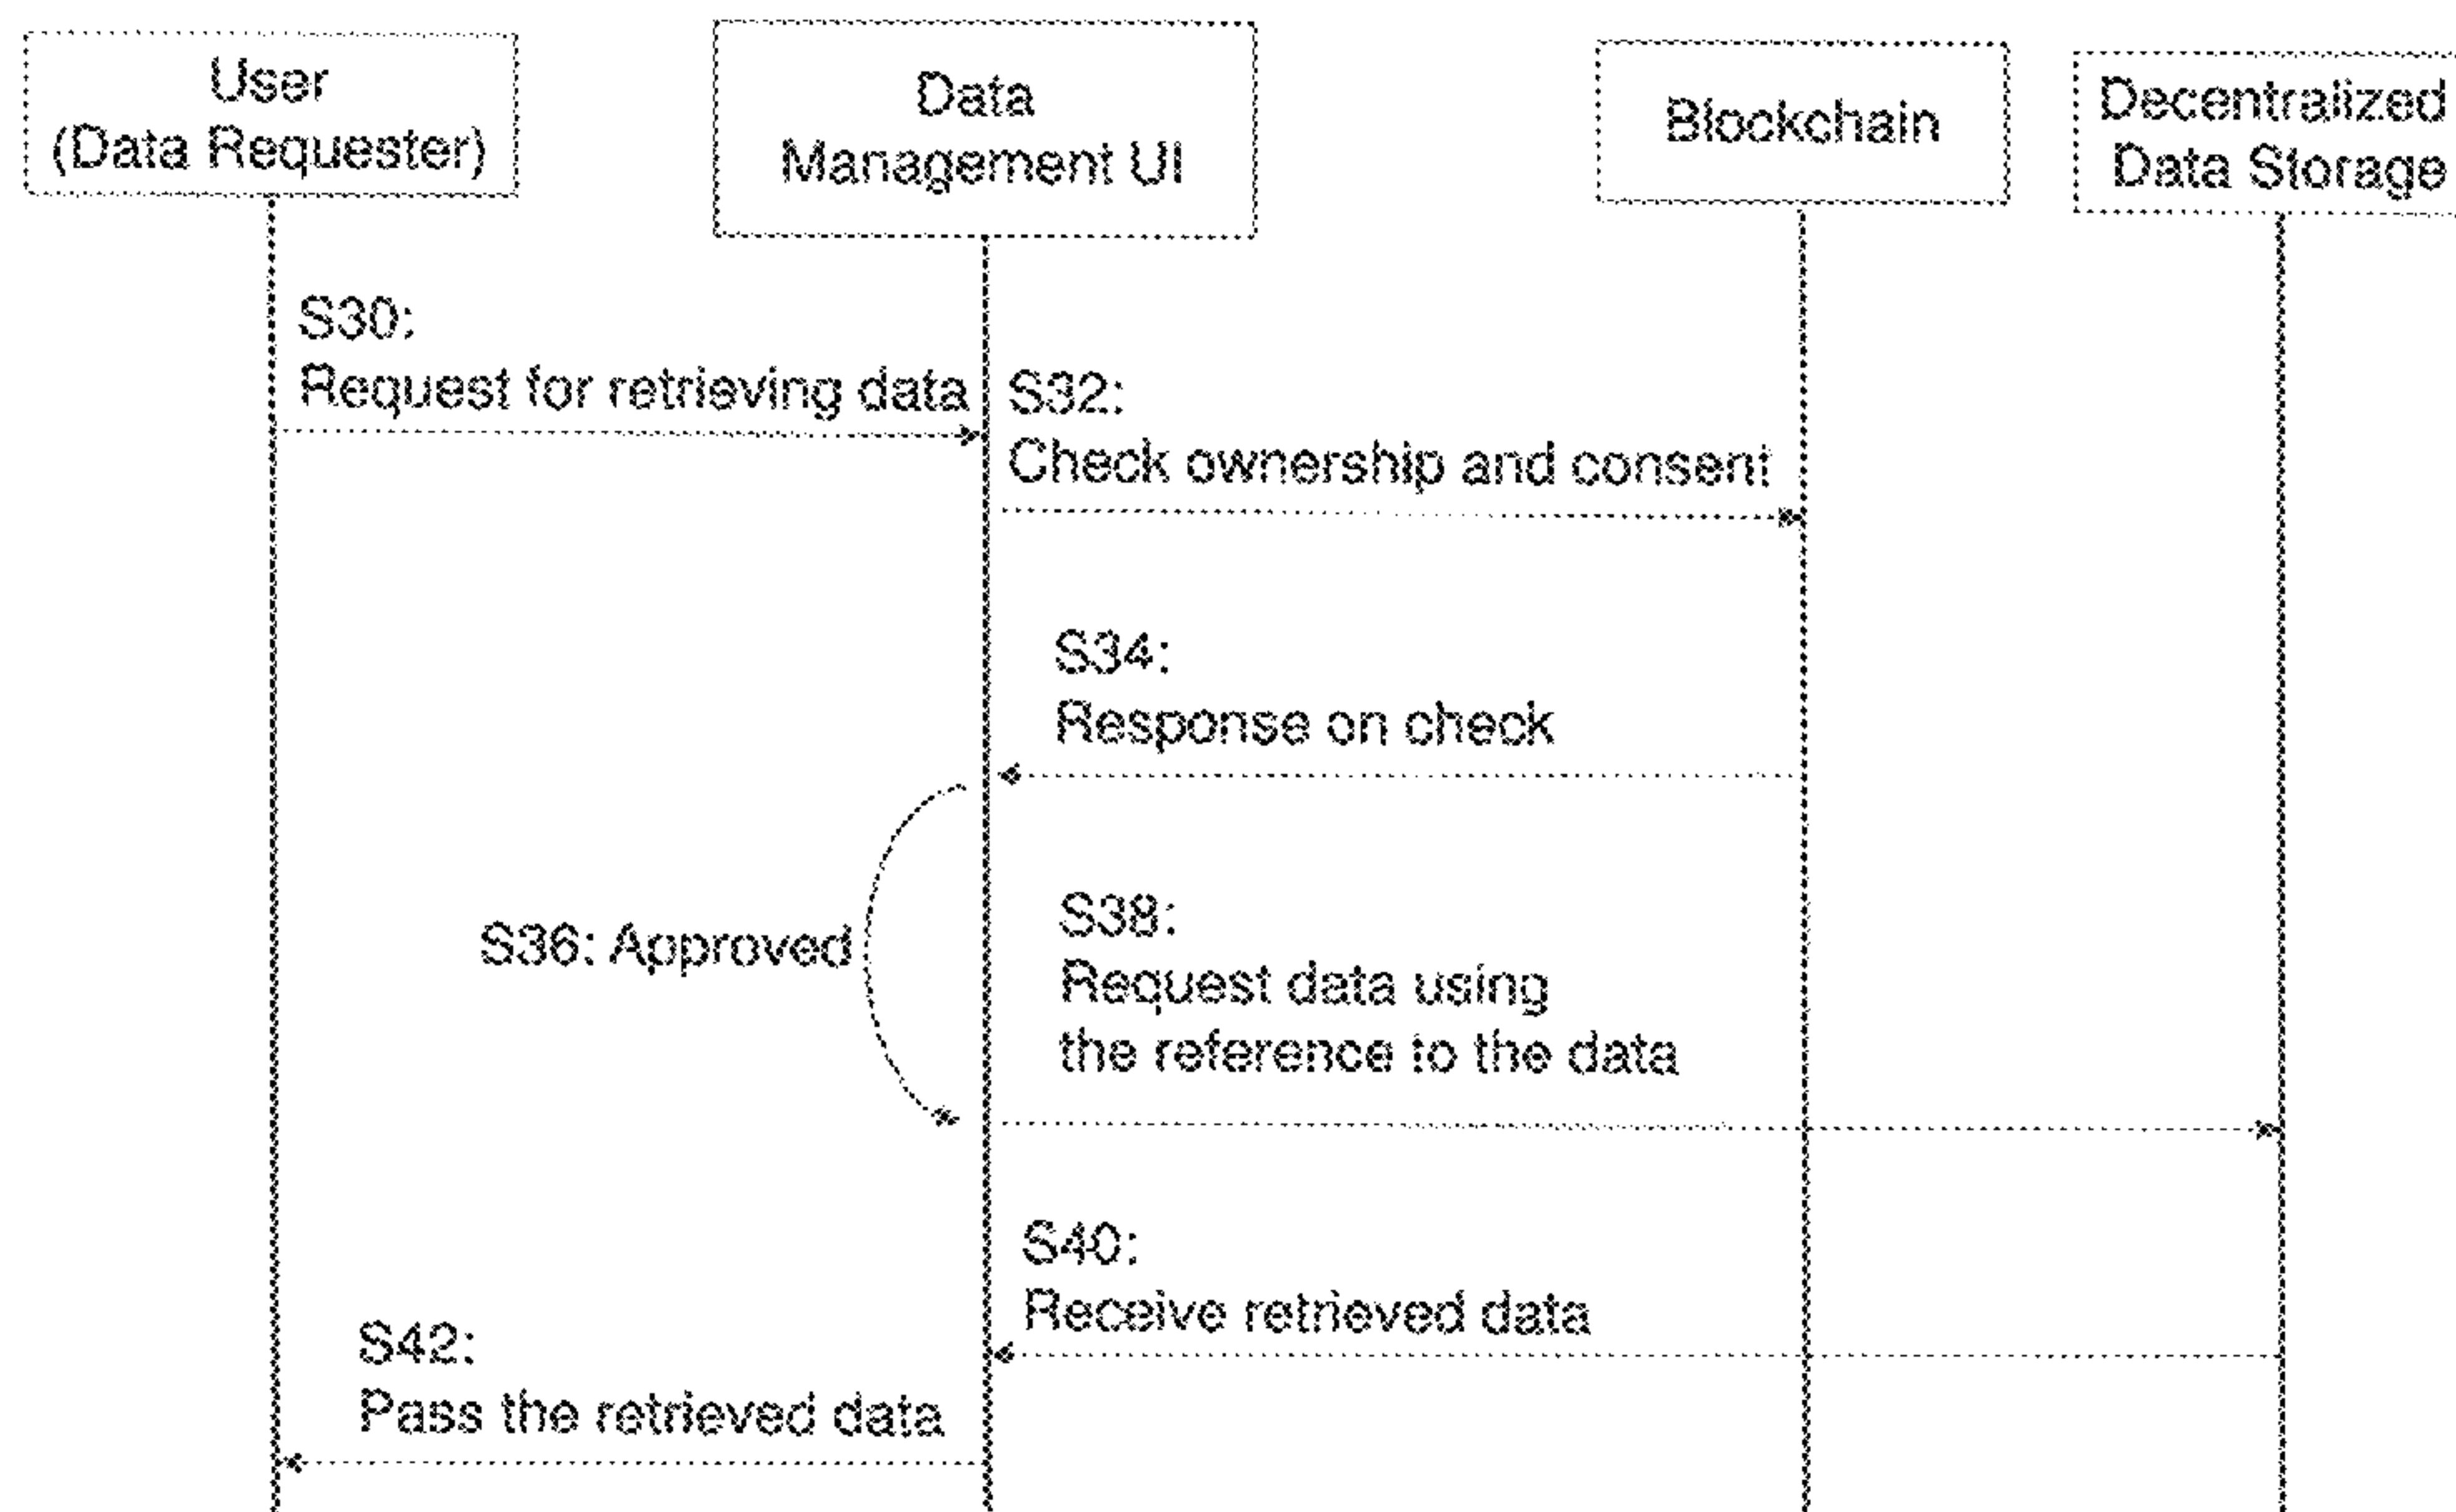 User
(Data Requester)
Data
Management UI
Blockchain
Decentralized
Data Storage
S30:
Request for retrieving data
S32:
Check ownership and consent
S34:
Response on check
S36: Approved
S38:
Request data using
the reference to the data
S40:
Receive retrieved data
S42:
Pass the retrieved data